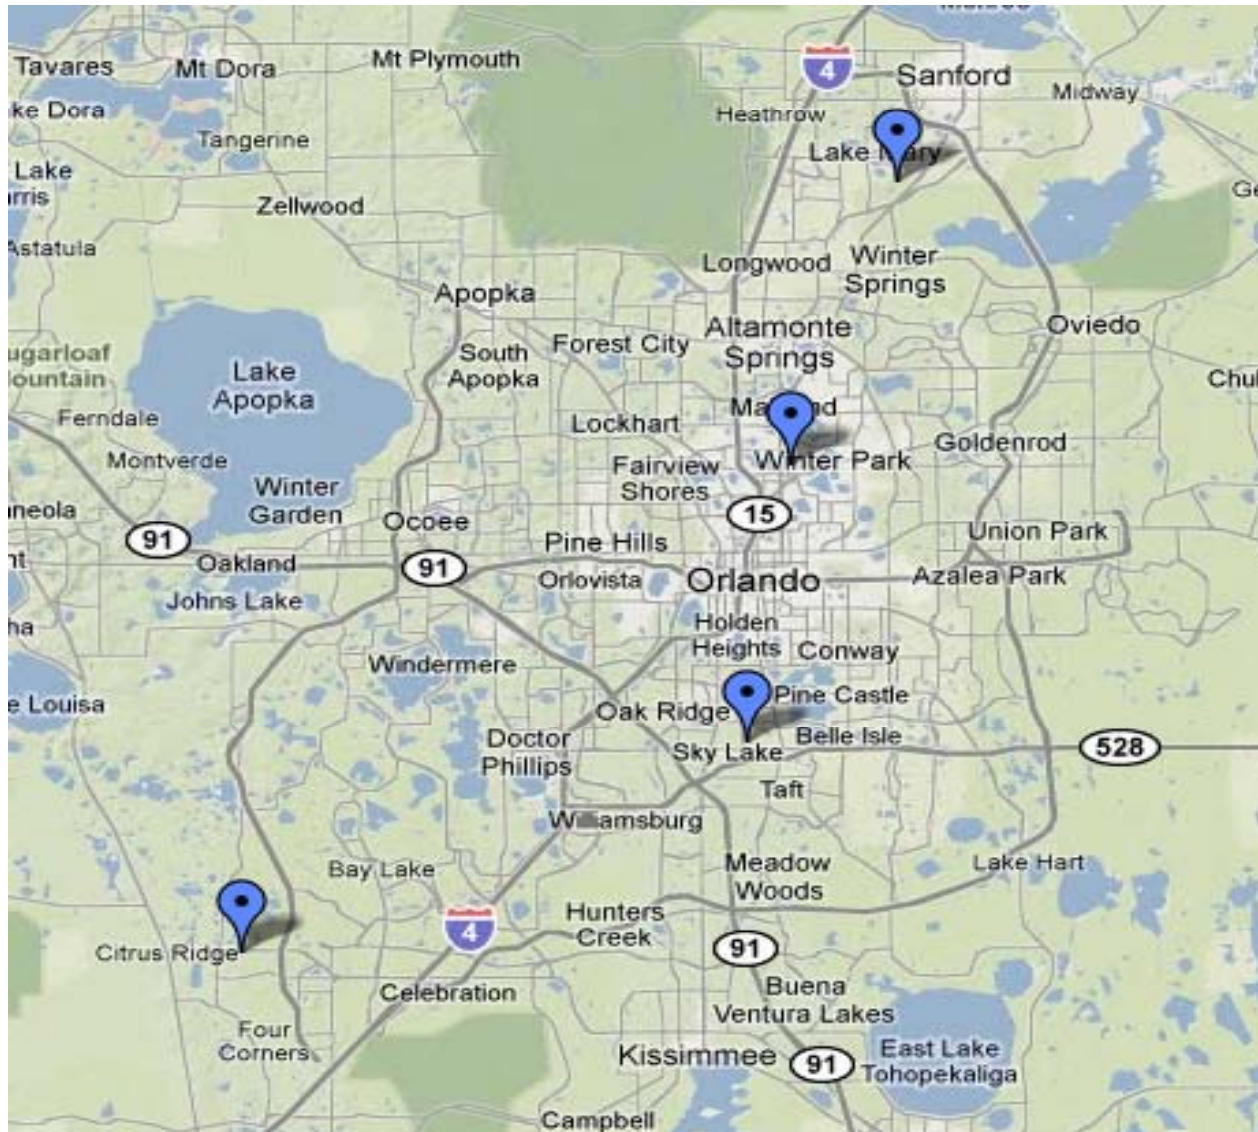 Tavares
Mt Dora
Mt Plymouth
4
Sanford
Midway
ke Dora
Heathrow
Tangerine
Lake Mary
Lake
arris
Zellwood
Astatula
Longwood
Winter
Springs
Apopka
Altamonte
Springs
Oviedo
Forest City
South
Apopka
ugarloaf
ountain
Lake
Apopka
Chul
Ferndale
Lockhart
Goldenrod
Montverde
Winter Park
Fairview
Shores
Winter
Garden
nneola
Ocoee
15
91
Pine Hills
Union Park
Oakland
91
Orlovista
Orlando
Azalea Park
nt
Johns Lake
ha
Holden
Heights
Conway
Windermere
e Louisa
Oak Ridge
Pine Castle
Doctor
Phillips
Sky Lake
Belle Isle
528
Taft
Williamsburg
Bay Lake
Meadow
Woods
Lake Hart
Hunters
Creek
4
Citrus Ridge
91
Celebration
Buena
Ventura Lakes
Four
Corners
Kissimmee
91
East Lake
Tohopekaliga
Campbell